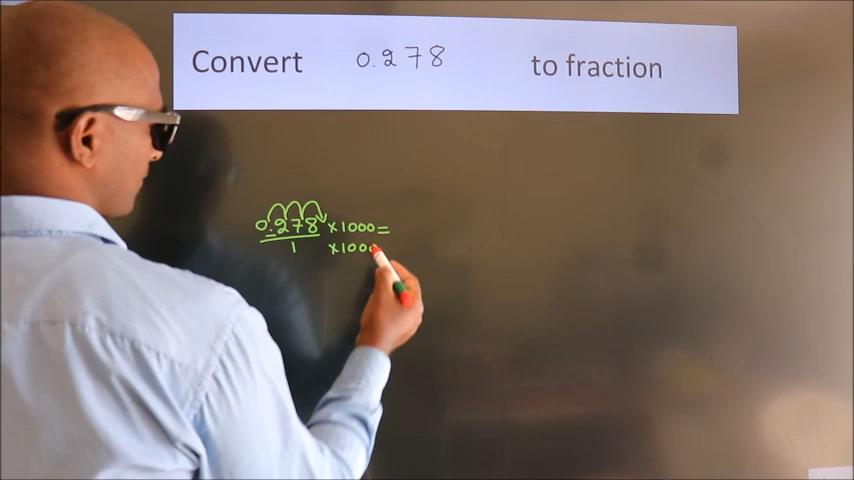 Convert 0.278 to fraction
0.278 ×1000 =
1 ×1000